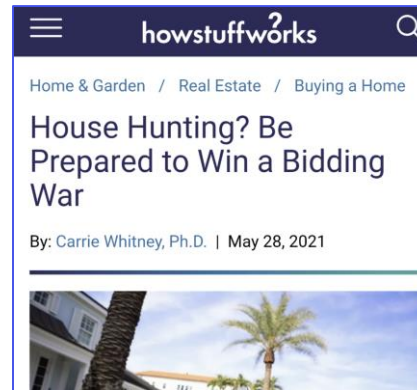 howstuffworks
Home & Garden / Real Estate / Buying a Home
House Hunting? Be
Prepared to Win a Bidding
War
By: Carrie Whitney, Ph.D. | May 28, 2021